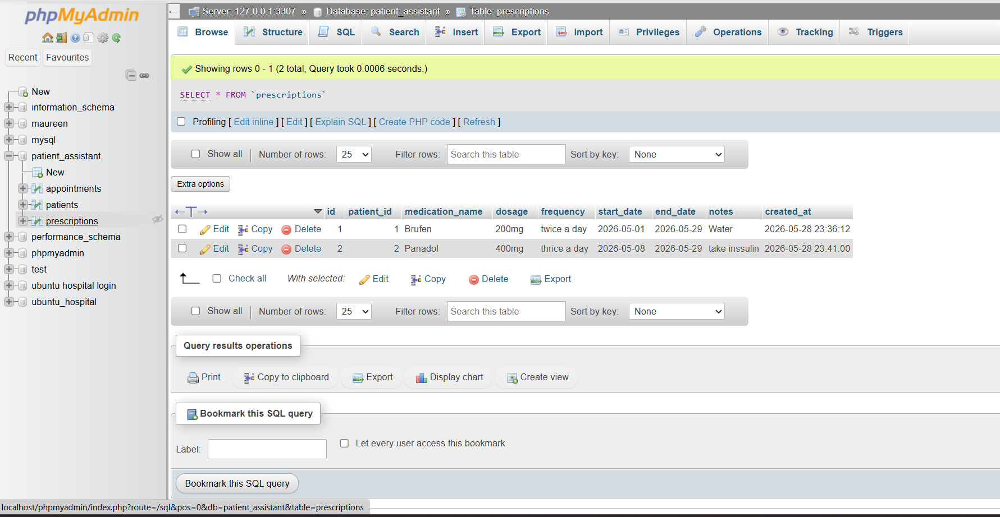 phpMyAdmin
Recent Favourites
New
information_schema
maureen
mysql
patient_assistant
New
appointments
patients
prescriptions
performance_schema
phpmyadmin
test
ubuntu hospital login
ubuntu_hospital
Server: 127.0.0.1:3307 » Database: patient_assistant » Table: prescriptions
Browse Structure SQL Search Insert Export Import Privileges Operations Tracking Triggers
Showing rows 0 - 1 (2 total, Query took 0.0006 seconds.)
SELECT * FROM `prescriptions`
Profiling [ Edit inline ] [ Edit ] [ Explain SQL ] [ Create PHP code ] [ Refresh ]
Show all Number of rows: 25 Filter rows: Search this table Sort by key: None
Extra options
id patient_id medication_name dosage frequency start_date end_date notes created_at
Edit Copy Delete 1 1 Brufen 200mg twice a day 2026-05-01 2026-05-29 Water 2026-05-28 23:36:12
Edit Copy Delete 2 2 Panadol 400mg thrice a day 2026-05-08 2026-05-29 take inssulin 2026-05-28 23:41:00
Check all With selected: Edit Copy Delete Export
Show all Number of rows: 25 Filter rows: Search this table Sort by key: None
Query results operations
Print Copy to clipboard Export Display chart Create view
Bookmark this SQL query
Label: Let every user access this bookmark
Bookmark this SQL query
localhost/phpmyadmin/index.php?route=/sql&pos=0&db=patient_assistant&table=prescriptions